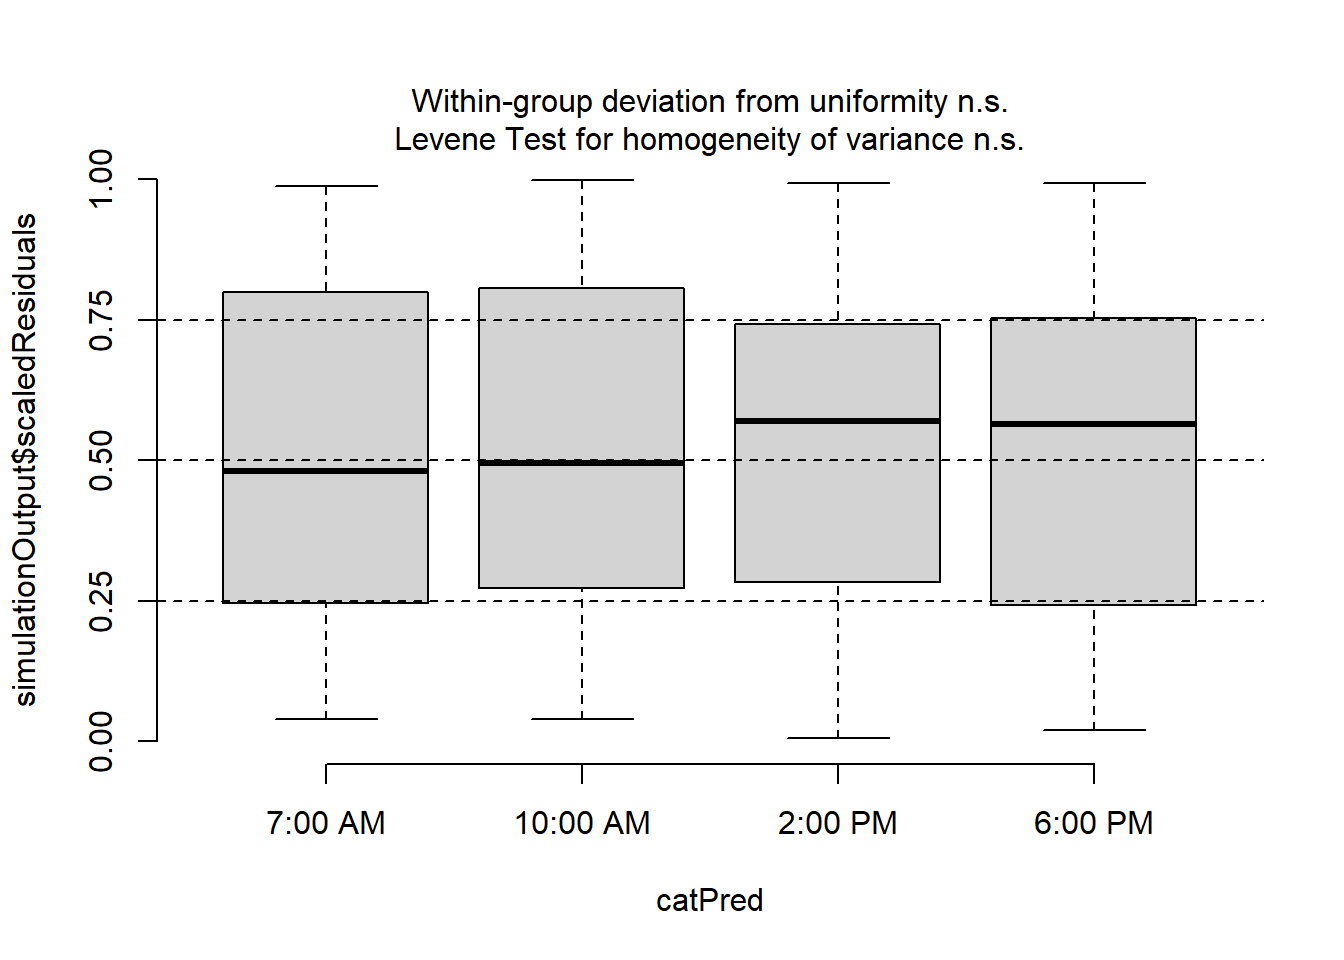 Within-group deviation from uniformity n.s.
Levene Test for homogeneity of variance n.s.
simulationOutput$scaledResiduals
1.00
0.75
0.50
0.25
0.00
7:00 AM 10:00 AM 2:00 PM 6:00 PM
catPred